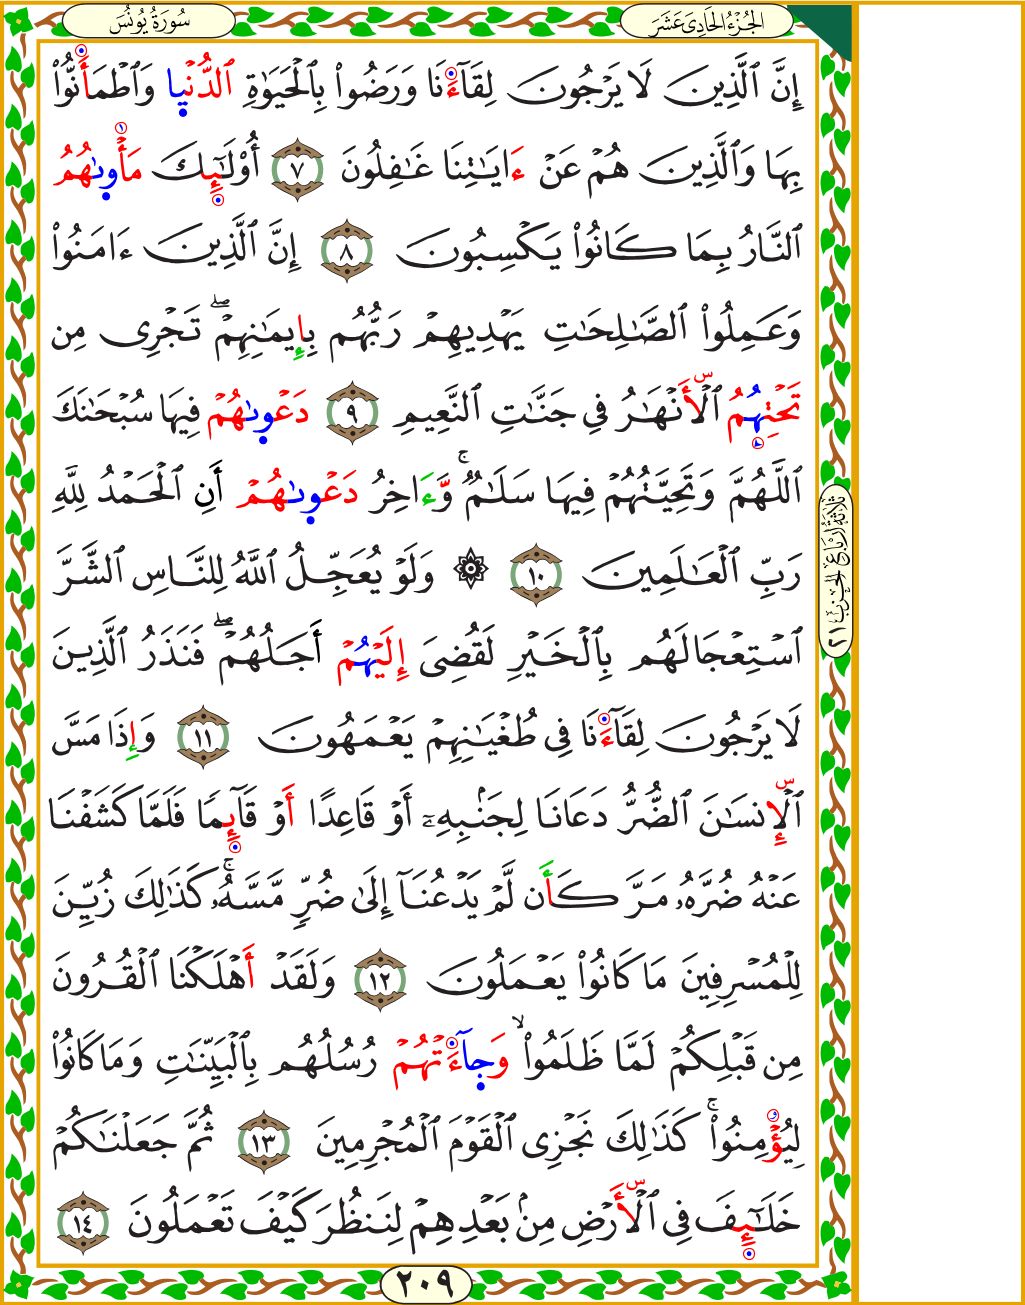 سُورَةُ يُونُسَ
الجُزْءُ الحَادِي عَشَرَ
إِنَّ ٱلَّذِينَ لَا يَرْجُونَ لِقَآءَنَا وَرَضُوا۟ بِٱلْحَيَوٰةِ ٱلدُّنْيَا وَٱطْمَأَنُّوا۟
بِهَا وَٱلَّذِينَ هُمْ عَنْ ءَايَٰتِنَا غَٰفِلُونَ ٧ أُو۟لَٰٓئِكَ مَأْوَىٰهُمُ
ٱلنَّارُ بِمَا كَانُوا۟ يَكْسِبُونَ ٨ إِنَّ ٱلَّذِينَ ءَامَنُوا۟
وَعَمِلُوا۟ ٱلصَّٰلِحَٰتِ يَهْدِيهِمْ رَبُّهُم بِإِيمَٰنِهِمْ ۖ تَجْرِى مِن
تَحْتِهِمُ ٱلْأَنْهَٰرُ فِى جَنَّٰتِ ٱلنَّعِيمِ ٩ دَعْوَىٰهُمْ فِيهَا سُبْحَٰنَكَ
ٱللَّهُمَّ وَتَحِيَّتُهُمْ فِيهَا سَلَٰمٌ ۚ وَءَاخِرُ دَعْوَىٰهُمْ أَنِ ٱلْحَمْدُ لِلَّهِ
رَبِّ ٱلْعَٰلَمِينَ ١٠ ۞ وَلَوْ يُعَجِّلُ ٱللَّهُ لِلنَّاسِ ٱلشَّرَّ
ٱسْتِعْجَالَهُم بِٱلْخَيْرِ لَقُضِىَ إِلَيْهُمْ أَجَلُهُمْ ۖ فَنَذَرُ ٱلَّذِينَ
لَا يَرْجُونَ لِقَآءَنَا فِى طُغْيَٰنِهِمْ يَعْمَهُونَ ١١ وَإِذَا مَسَّ
ٱلْإِنسَٰنَ ٱلضُّرُّ دَعَانَا لِجَنۢبِهِۦٓ أَوْ قَاعِدًا أَوْ قَآئِمًا فَلَمَّا كَشَفْنَا
عَنْهُ ضُرَّهُۥ مَرَّ كَأَن لَّمْ يَدْعُنَآ إِلَىٰ ضُرٍّ مَّسَّهُۥ ۚ كَذَٰلِكَ زُيِّنَ
لِلْمُسْرِفِينَ مَا كَانُوا۟ يَعْمَلُونَ ١٢ وَلَقَدْ أَهْلَكْنَا ٱلْقُرُونَ
مِن قَبْلِكُمْ لَمَّا ظَلَمُوا۟ ۙ وَجَآءَتْهُمْ رُسُلُهُم بِٱلْبَيِّنَٰتِ وَمَا كَانُوا۟
لِيُؤْمِنُوا۟ ۚ كَذَٰلِكَ نَجْزِى ٱلْقَوْمَ ٱلْمُجْرِمِينَ ١٣ ثُمَّ جَعَلْنَٰكُمْ
خَلَٰٓئِفَ فِى ٱلْأَرْضِ مِنۢ بَعْدِهِمْ لِنَنظُرَ كَيْفَ تَعْمَلُونَ ١٤
ثَلَاثَةُ أَرْبَاعِ الحِزْبِ ٢١
٢٠٩